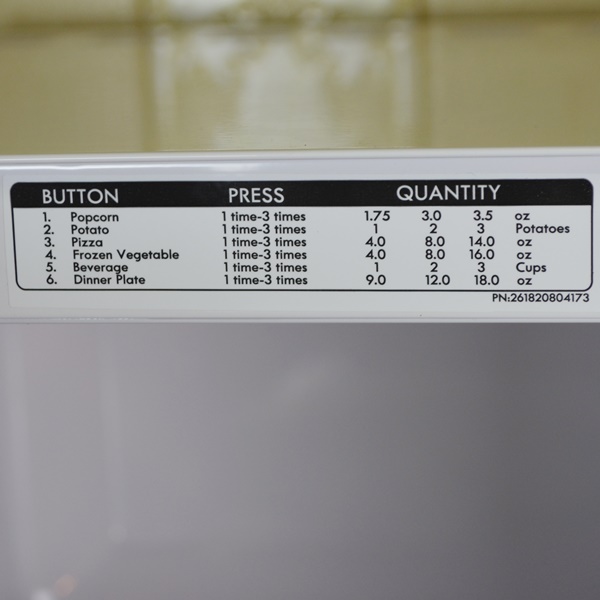 BUTTON PRESS QUANTITY
1. Popcorn 1 time-3 times 1.75 3.0 3.5 oz
2. Potato 1 time-3 times 1 2 3 Potatoes
3. Pizza 1 time-3 times 4.0 8.0 14.0 oz
4. Frozen Vegetable 1 time-3 times 4.0 8.0 16.0 oz
5. Beverage 1 time-3 times 1 2 3 Cups
6. Dinner Plate 1 time-3 times 9.0 12.0 18.0 oz
PN:261820804173